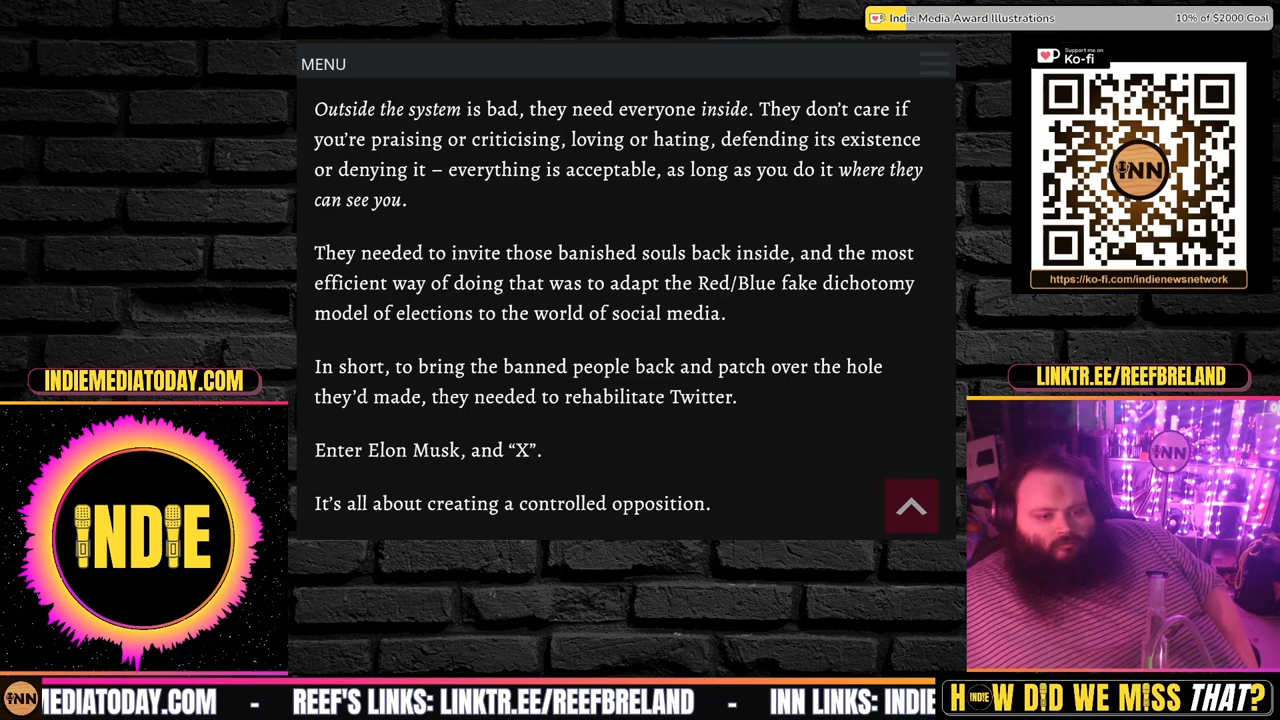 Indie Media Award Illustrations 10% of $2000 Goal
MENU
Outside the system is bad, they need everyone inside. They don’t care if
you’re praising or criticising, loving or hating, defending its existence
or denying it – everything is acceptable, as long as you do it where they
can see you.
They needed to invite those banished souls back inside, and the most
efficient way of doing that was to adapt the Red/Blue fake dichotomy
model of elections to the world of social media.
In short, to bring the banned people back and patch over the hole
they’d made, they needed to rehabilitate Twitter.
Enter Elon Musk, and “X”.
It’s all about creating a controlled opposition.
Support me on
Ko-fi
INN
https://ko-fi.com/indienewsnetwork
INDIEMEDIATODAY.COM
INDIE
LINKTR.EE/REEFBRELAND
INN
INN
MEDIATODAY.COM - REEF'S LINKS: LINKTR.EE/REEFBRELAND - INN LINKS: INDIE
HOW DID WE MISS THAT?